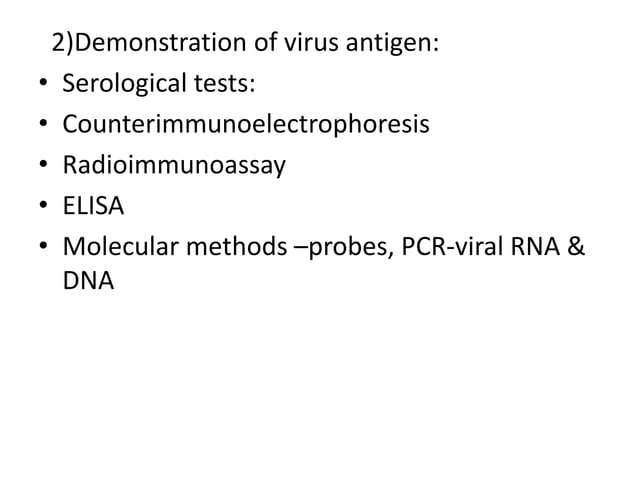 2)Demonstration of virus antigen:
• Serological tests:
• Counterimmunoelectrophoresis
• Radioimmunoassay
• ELISA
• Molecular methods –probes, PCR-viral RNA &
DNA